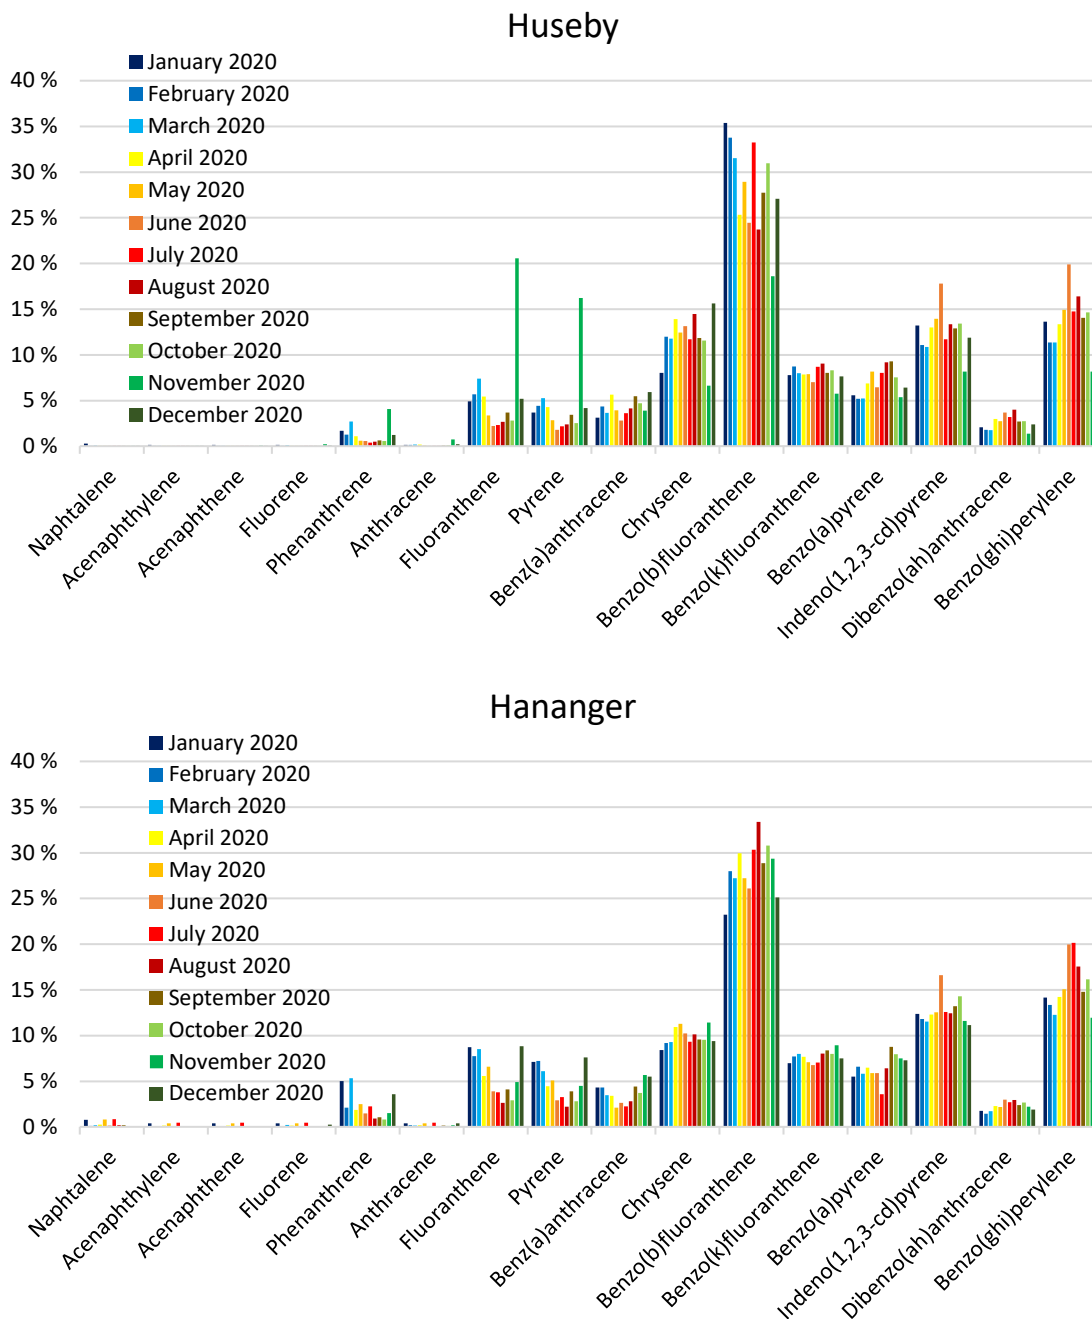 Huseby
January 2020
February 2020
March 2020
April 2020
May 2020
June 2020
July 2020
August 2020
September 2020
October 2020
November 2020
December 2020
40 %
35 %
30 %
25 %
20 %
15 %
10 %
5 %
0 %
Naphtalene
Acenaphthylene
Acenaphthene
Fluorene
Phenanthrene
Anthracene
Fluoranthene
Pyrene
Benz(a)anthracene
Chrysene
Benzo(b)fluoranthene
Benzo(k)fluoranthene
Benzo(a)pyrene
Indeno(1,2,3-cd)pyrene
Dibenzo(ah)anthracene
Benzo(ghi)perylene
Hananger
January 2020
February 2020
March 2020
April 2020
May 2020
June 2020
July 2020
August 2020
September 2020
October 2020
November 2020
December 2020
40 %
35 %
30 %
25 %
20 %
15 %
10 %
5 %
0 %
Naphtalene
Acenaphthylene
Acenaphthene
Fluorene
Phenanthrene
Anthracene
Fluoranthene
Pyrene
Benz(a)anthracene
Chrysene
Benzo(b)fluoranthene
Benzo(k)fluoranthene
Benzo(a)pyrene
Indeno(1,2,3-cd)pyrene
Dibenzo(ah)anthracene
Benzo(ghi)perylene